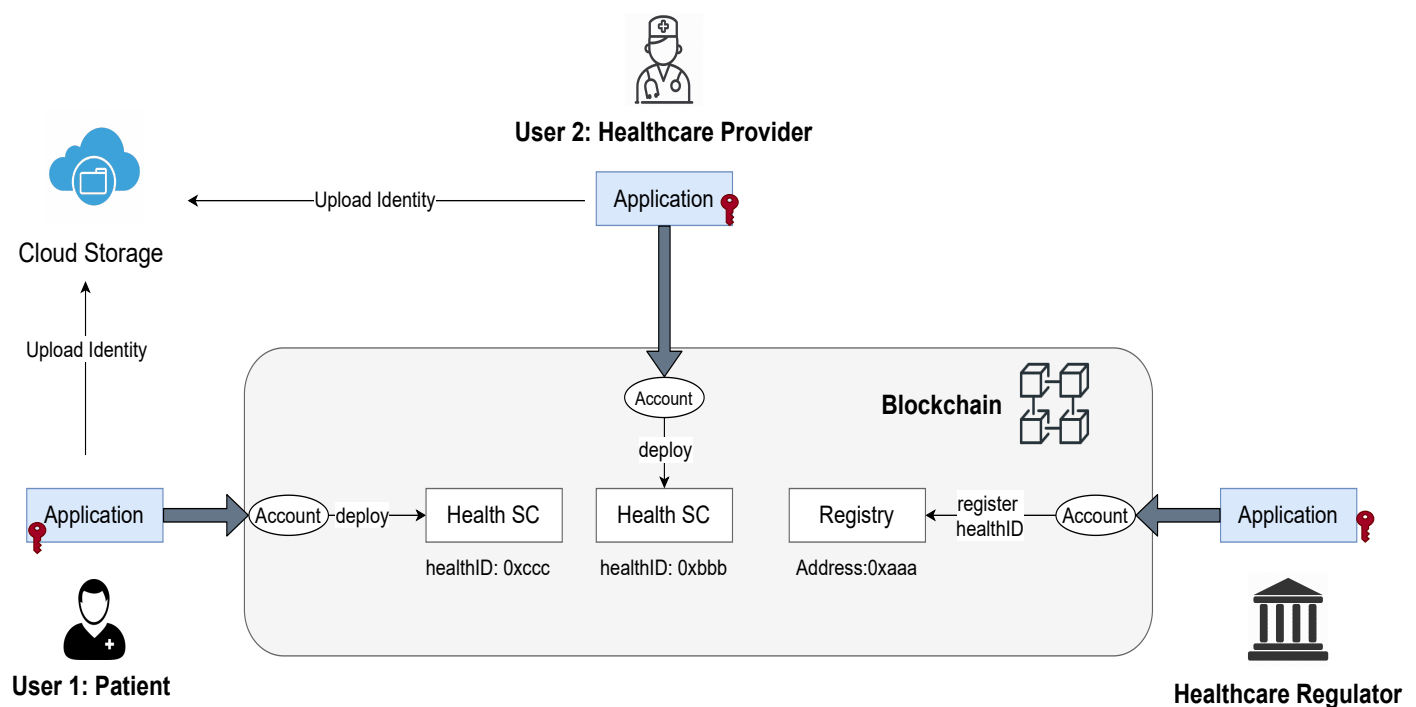 User 2: Healthcare Provider
Application
Upload Identity
Cloud Storage
Upload Identity
Account
Blockchain
deploy
Application
Account
deploy
Health SC
Health SC
Registry
register
healthID
Account
Application
healthID: 0xccc
healthID: 0xbbb
Address:0xaaa
User 1: Patient
Healthcare Regulator